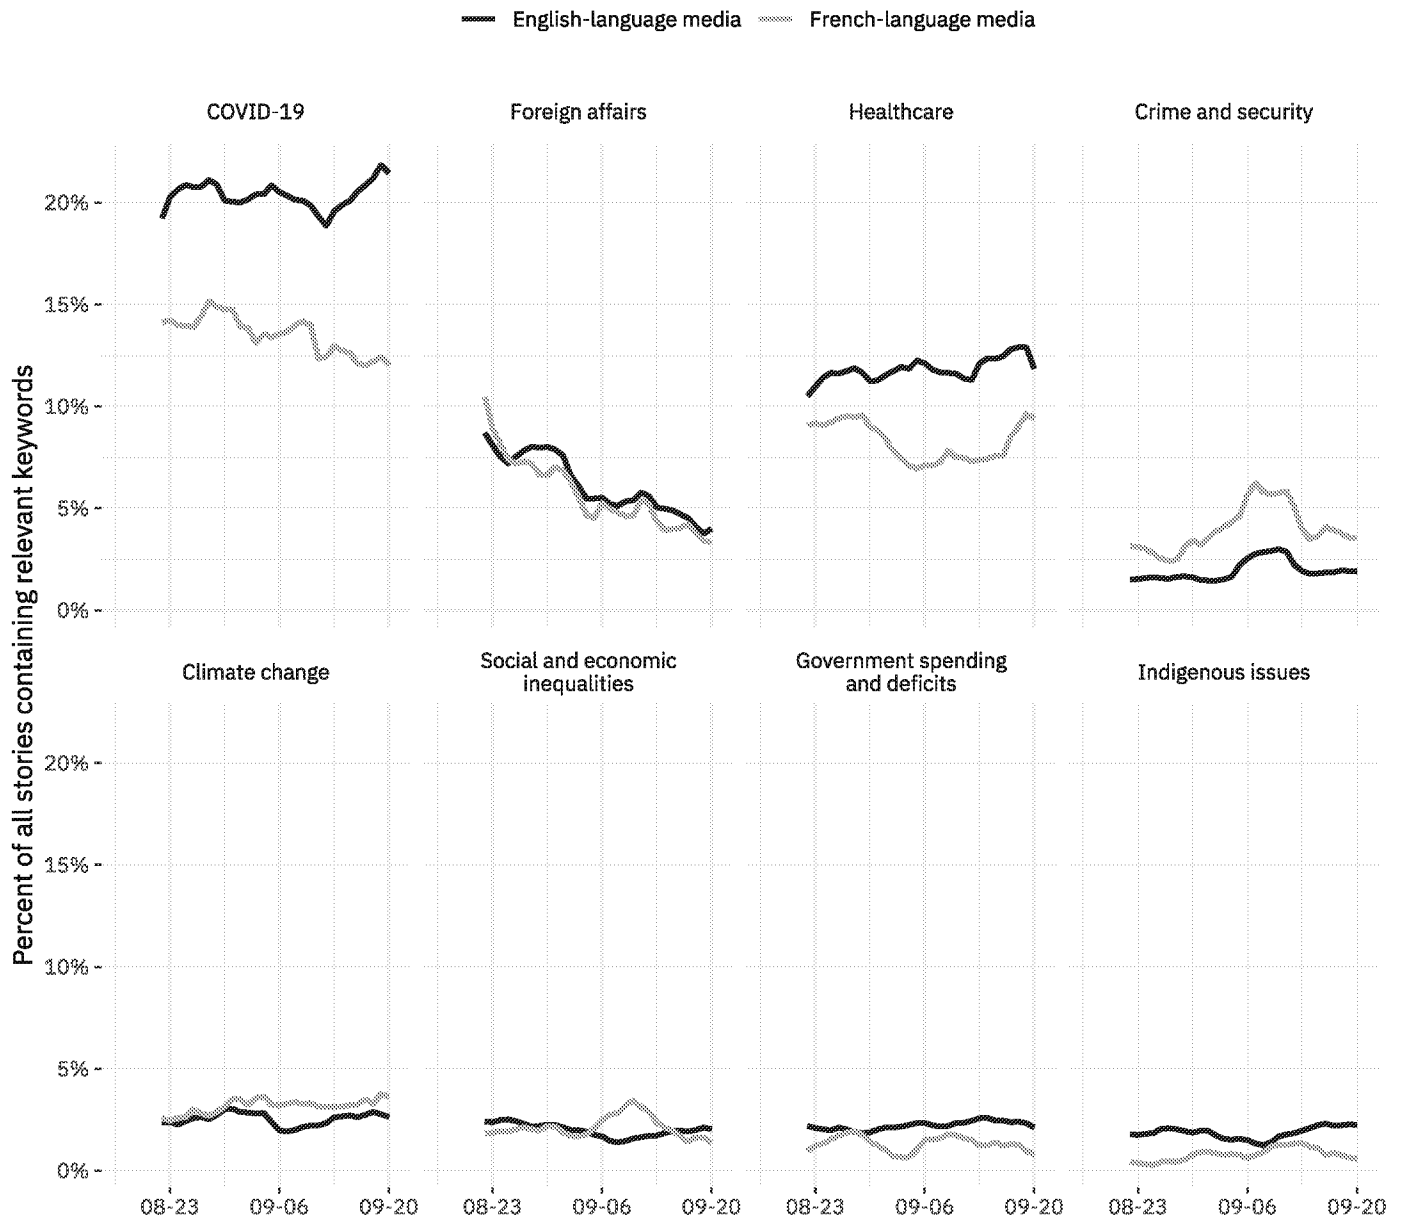 English-language media French-language media
COVID-19 Foreign affairs Healthcare Crime and security
20%
15%
10%
5%
0%
Percent of all stories containing relevant keywords
Climate change Social and economic inequalities Government spending and deficits Indigenous issues
20%
15%
10%
5%
0%
08-23 09-06 09-20 08-23 09-06 09-20 08-23 09-06 09-20 08-23 09-06 09-20